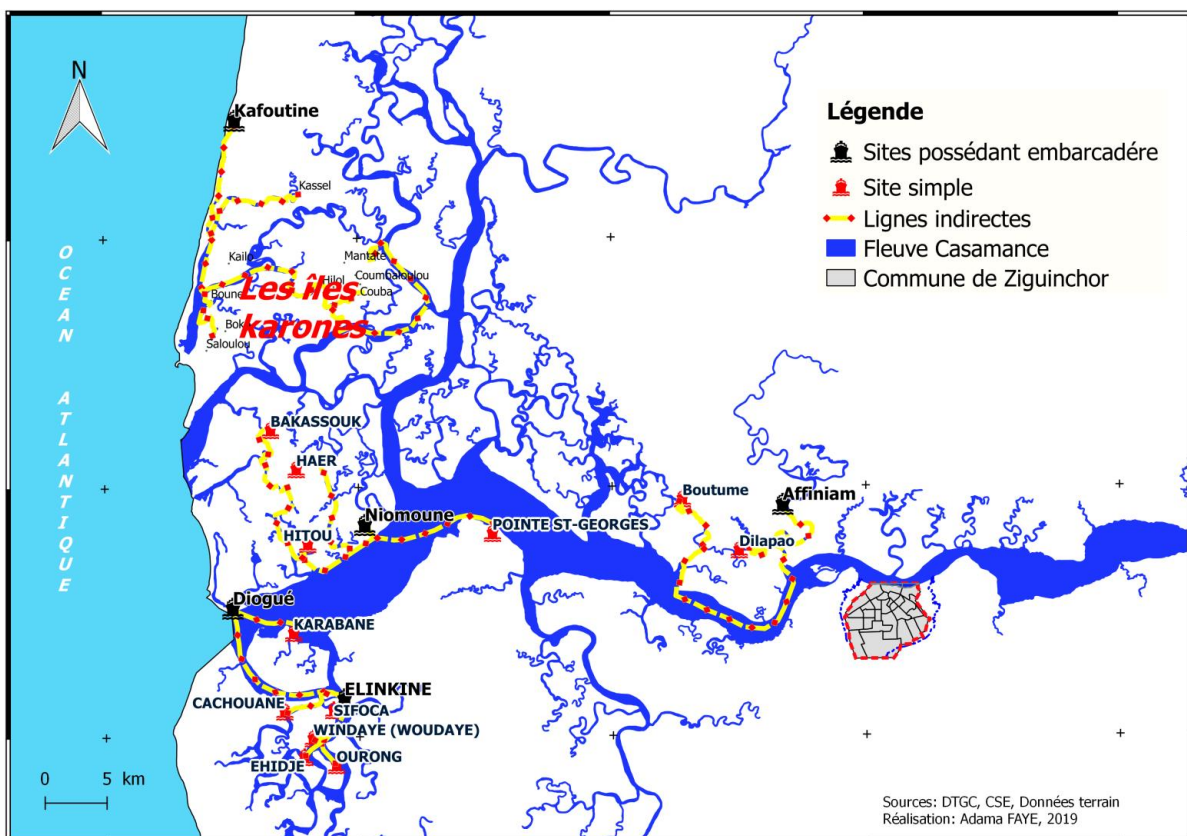 N
Kafoutine
Kassel
OCEAN ATLANTIQUE
Légende
Sites possédant embarcadére
Site simple
Lignes indirectes
Fleuve Casamance
Commune de Ziguinchor
Kailo
Mantate
Hilol
Coumbaloulou
Boune
Couba
Les îles
karones
Bok
Saloulou
BAKASSOUK
HAER
Niomoune
HITOU
POINTE ST-GEORGES
Boutume
Affiniam
Dilapao
Diogué
KARABANE
ELINKINE
CACHOUANE
SIFOCA
WINDAYE (WOUDAYE)
EHIDJE
OURONG
0 5 km
Sources: DTGC, CSE, Données terrain
Réalisation: Adama FAYE, 2019